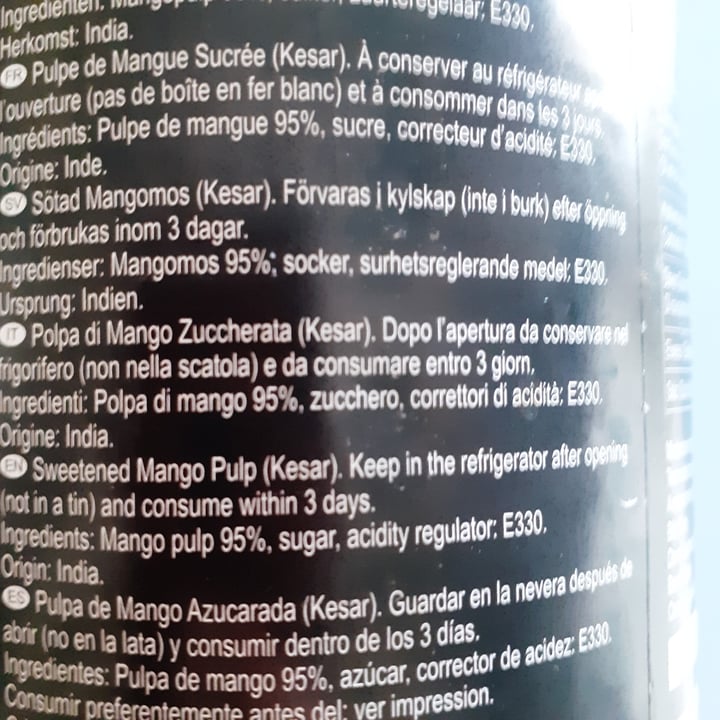 Ingrediënten: E330,
Herkomst: India.
FR Pulpe de Mangue Sucrée (Kesar). À conserver au réfrigérateur
l'ouverture (pas de boîte en fer blanc) et à consommer dans les 3 jours.
Ingrédients: Pulpe de mangue 95%, sucre, correcteur d'acidité: E330,
Origine: Inde.
SV Sötad Mangomos (Kesar). Förvaras i kylskap (inte i burk) efter öppning
och förbrukas inom 3 dagar.
Ingredienser: Mangomos 95%; socker, surhetsreglerande medel: E330,
Ursprung: Indien.
IT Polpa di Mango Zuccherata (Kesar). Dopo l'apertura da conservare nel
frigorifero (non nella scatola) e da consumare entro 3 giorn,
Ingredienti: Polpa di mango 95%, zucchero, correttori di acidità: E330,
Origine: India.
EN Sweetened Mango Pulp (Kesar). Keep in the refrigerator after opening
(not in a tin) and consume within 3 days.
Ingredients: Mango pulp 95%, sugar, acidity regulator: E330,
Origin: India.
ES Pulpa de Mango Azucarada (Kesar). Guardar en la nevera después de
abrir (no en la lata) y consumir dentro de los 3 días.
Ingredientes: Pulpa de mango 95%, azúcar, corrector de acidez: E330,
Consumir preferentemente antes del: ver impression.